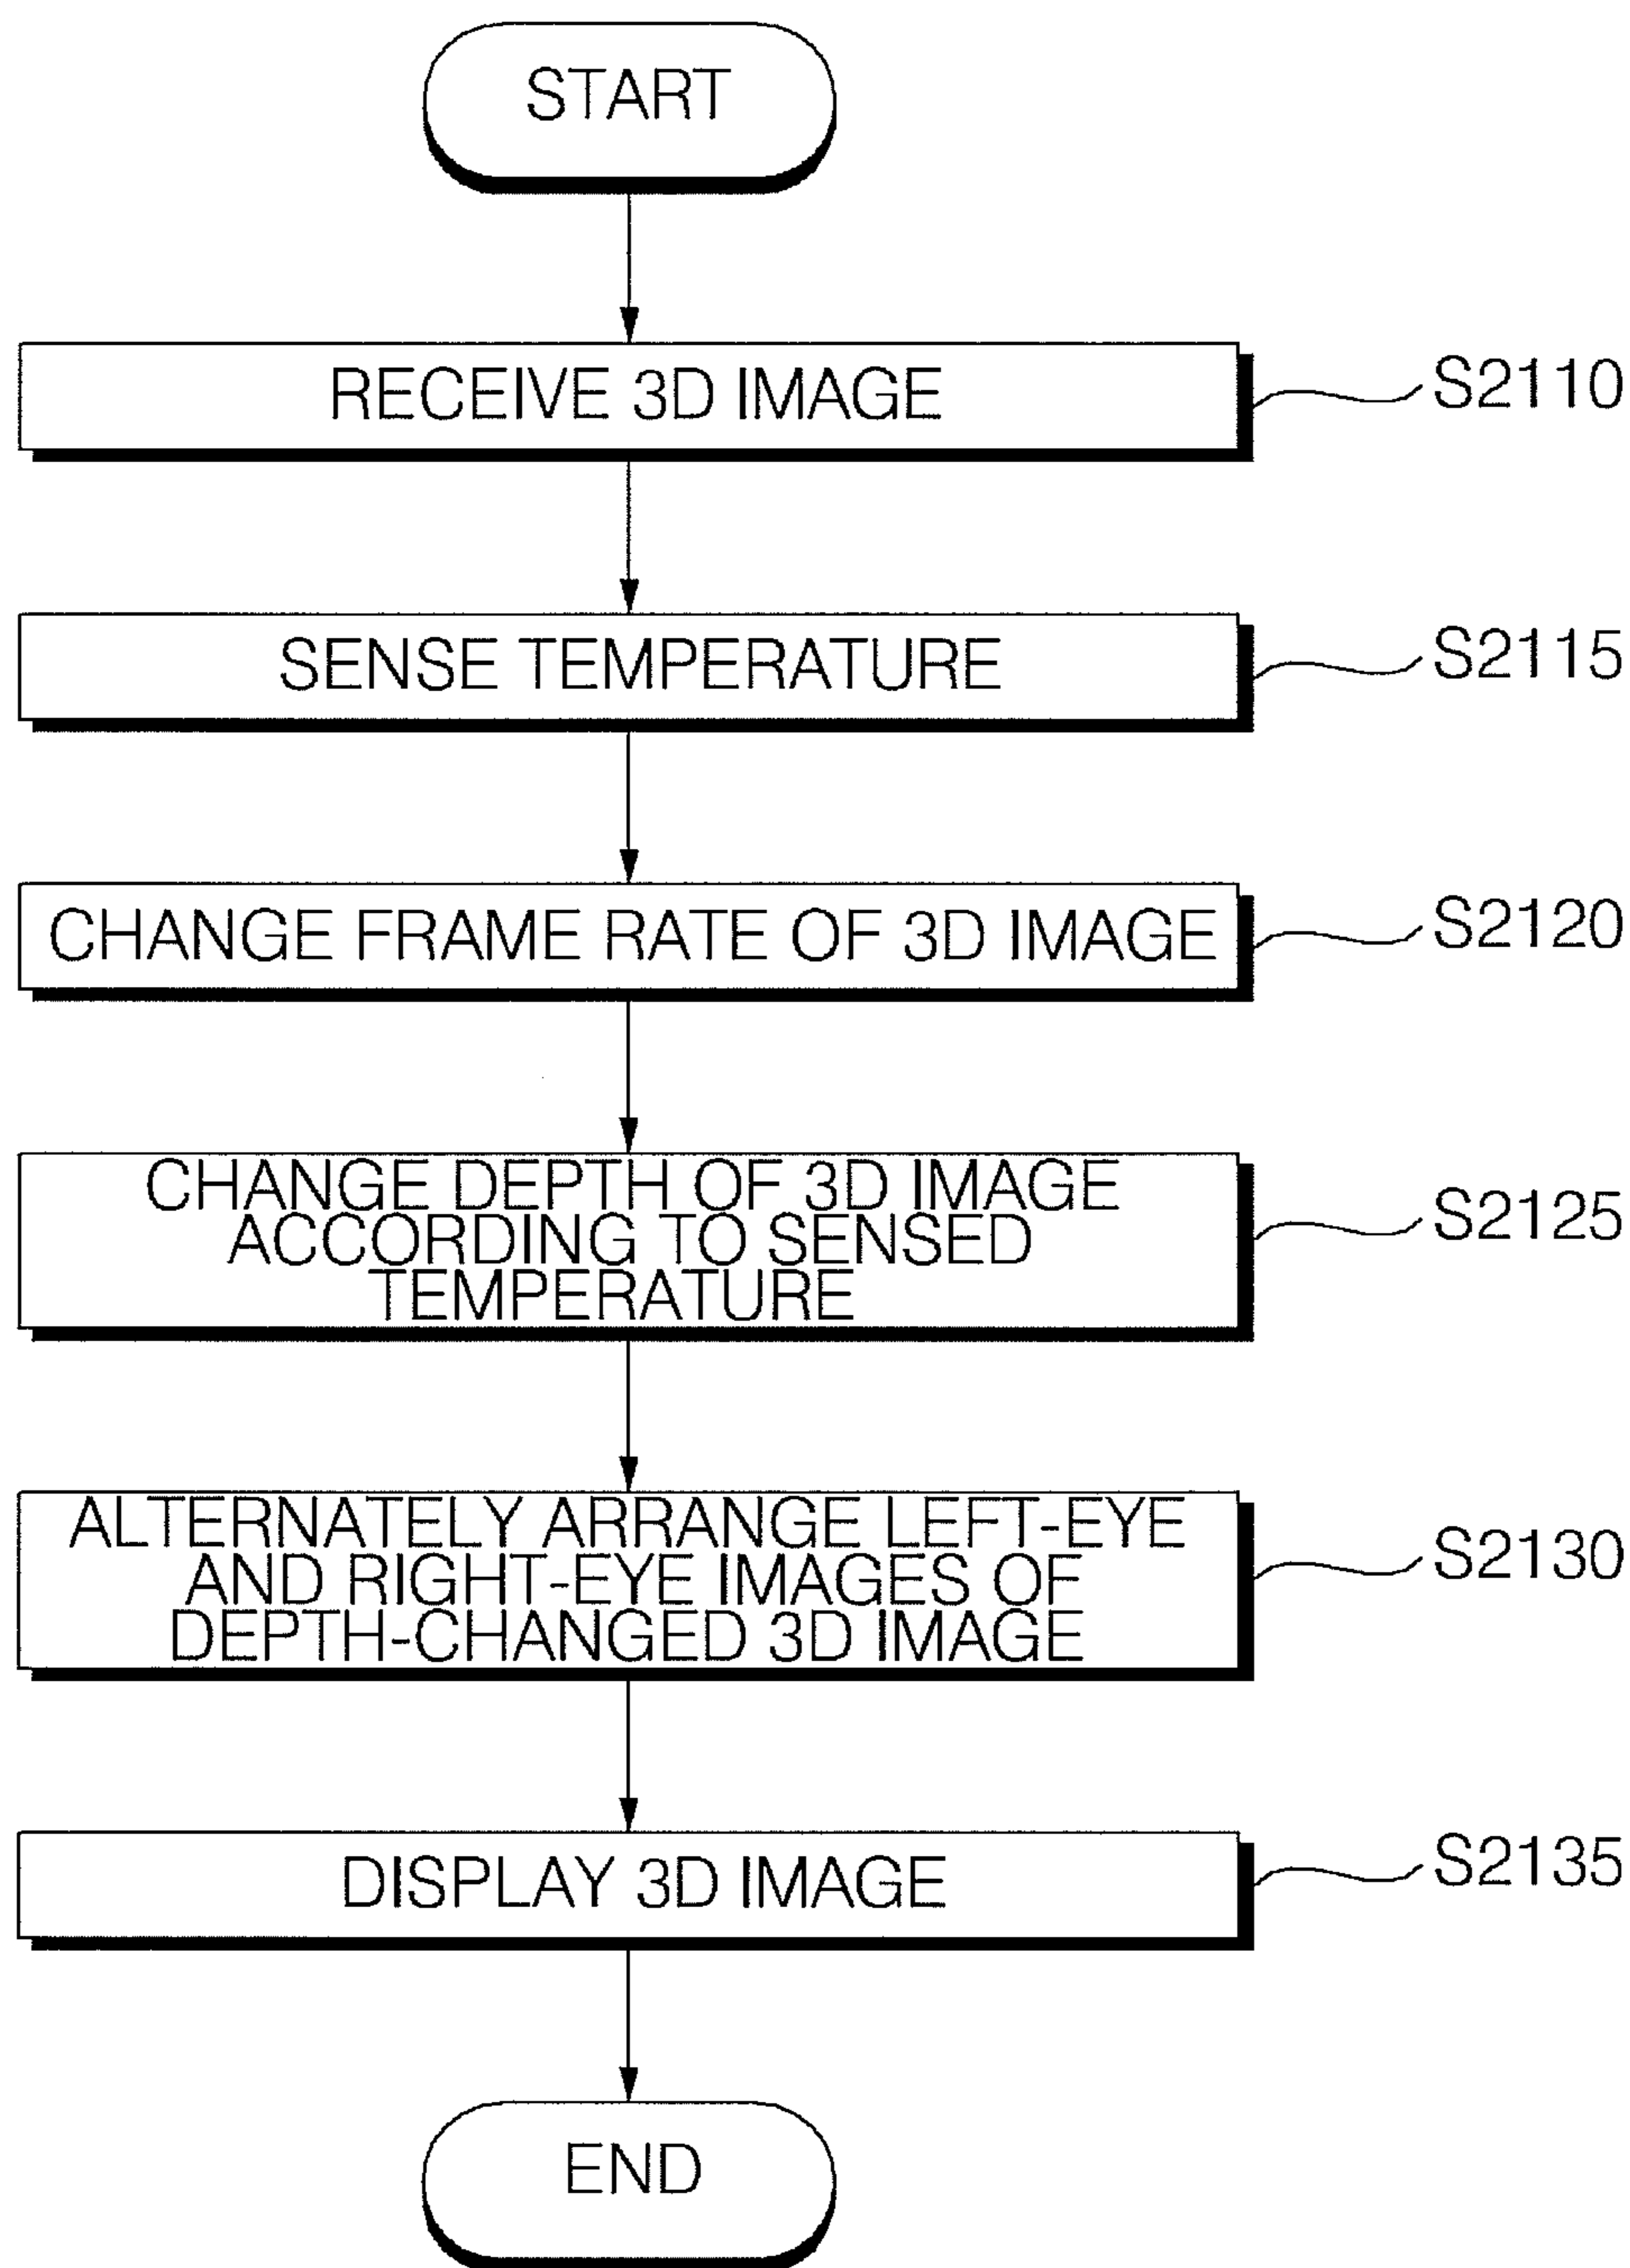 START
RECEIVE 3D IMAGE
S2110
SENSE TEMPERATURE
S2115
CHANGE FRAME RATE OF 3D IMAGE
S2120
CHANGE DEPTH OF 3D IMAGE
ACCORDING TO SENSED
TEMPERATURE
S2125
ALTERNATELY ARRANGE LEFT-EYE
AND RIGHT-EYE IMAGES OF
DEPTH-CHANGED 3D IMAGE
S2130
DISPLAY 3D IMAGE
S2135
END